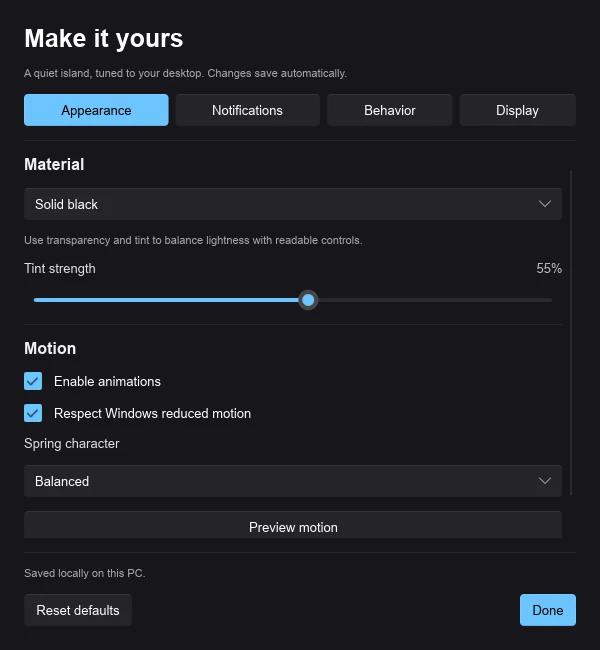 Make it yours
A quiet island, tuned to your desktop. Changes save automatically.
Appearance Notifications Behavior Display
Material
Solid black
Use transparency and tint to balance lightness with readable controls.
Tint strength 55%
Motion
Enable animations
Respect Windows reduced motion
Spring character
Balanced
Preview motion
Saved locally on this PC.
Reset defaults Done